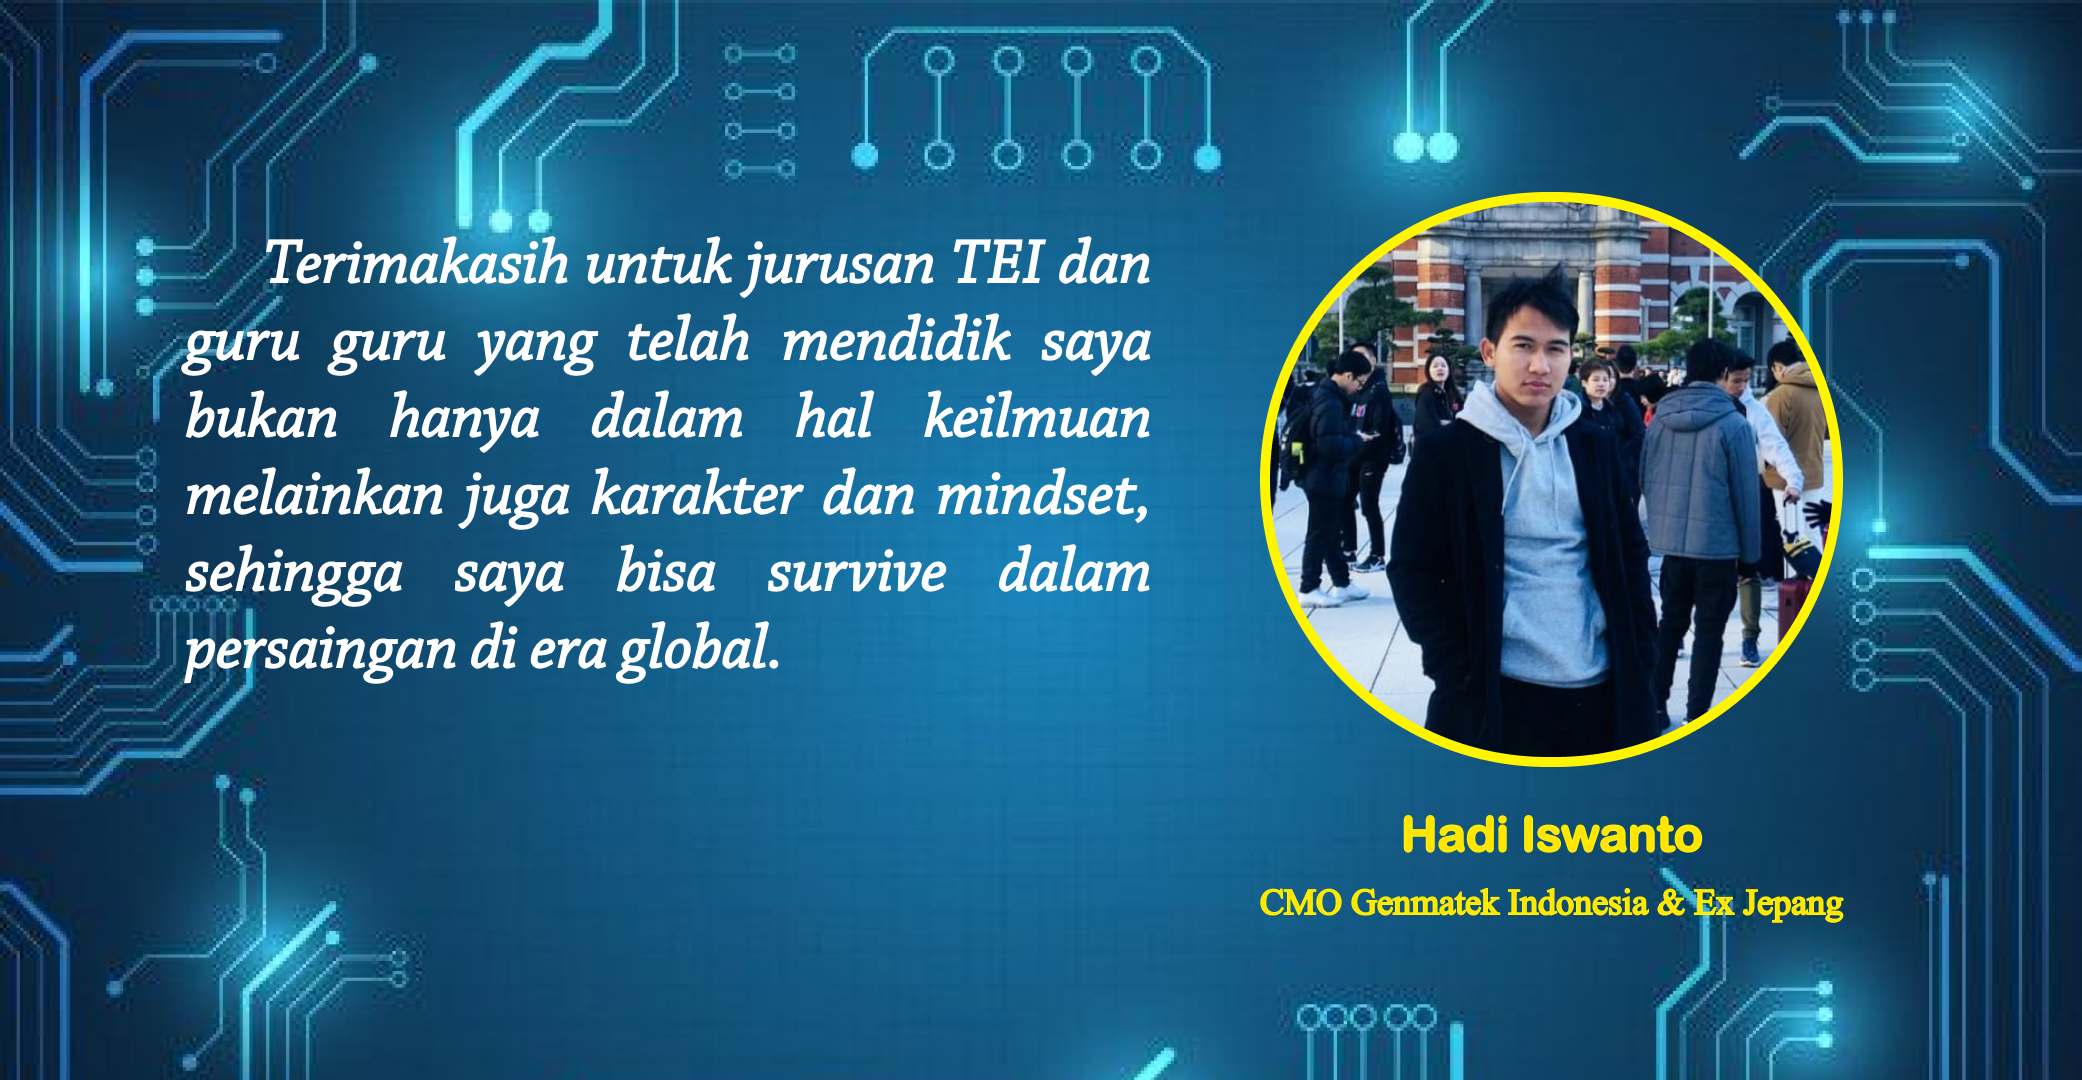 Terimakasih untuk jurusan TEI dan
guru guru yang telah mendidik saya
bukan hanya dalam hal keilmuan
melainkan juga karakter dan mindset,
sehingga saya bisa survive dalam
persaingan di era global.
Hadi Iswanto
CMO Genmatek Indonesia & Ex Jepang